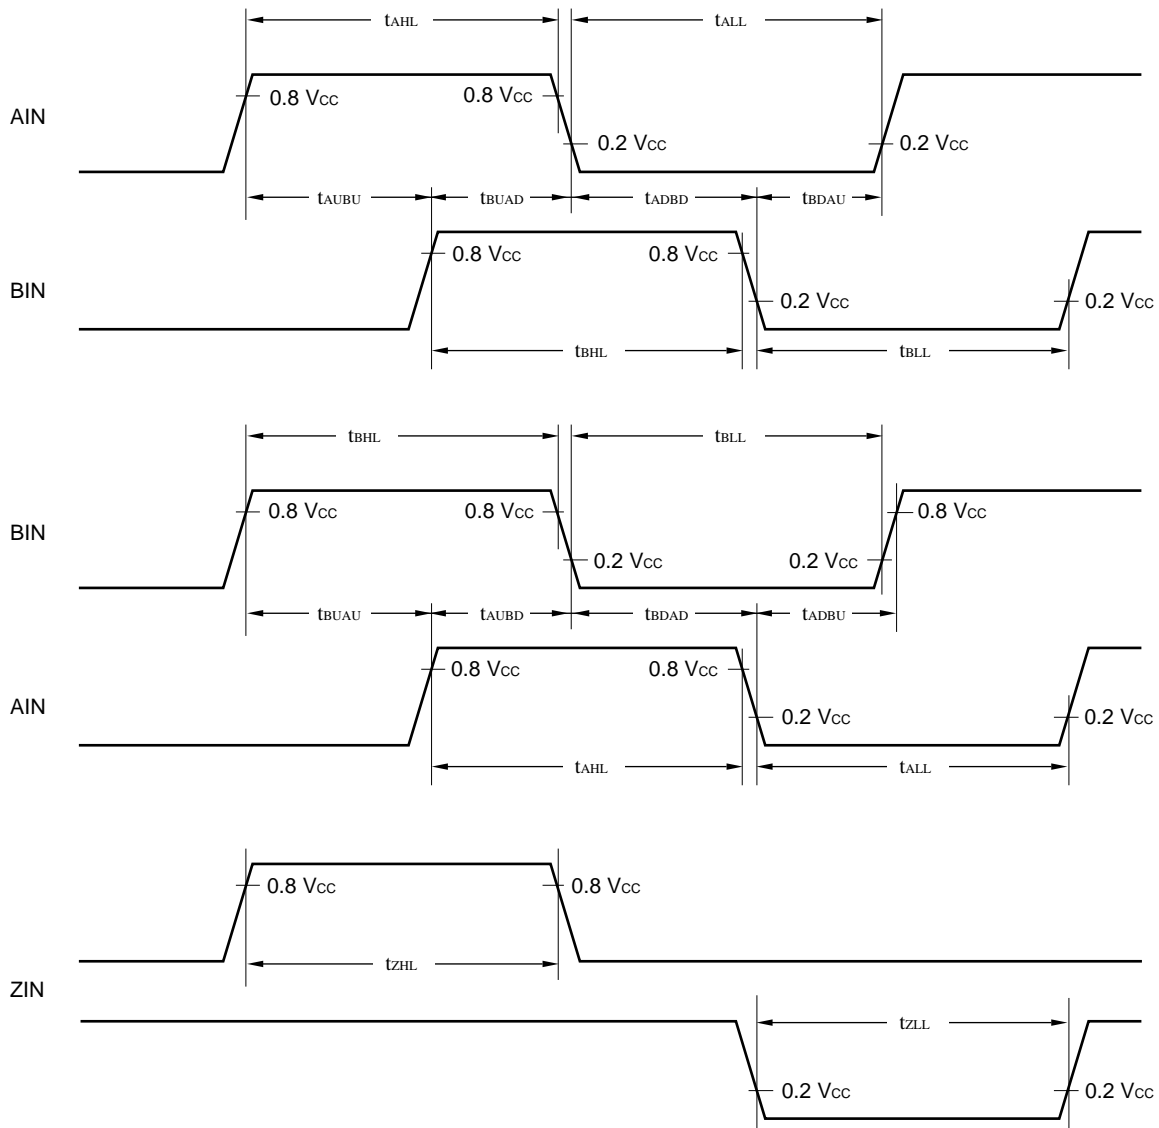 tAHL tALL
AIN 0.8 VCC 0.8 VCC
0.2 VCC 0.2 VCC
tAUBU tBUAD tADBD tBDAU
0.8 VCC 0.8 VCC
BIN 0.2 VCC 0.2 VCC
tBHL tBLL
tBHL tBLL
0.8 VCC 0.8 VCC 0.8 VCC
BIN 0.2 VCC 0.2 VCC
tBUAU tAUBD tBDAD tADBU
0.8 VCC 0.8 VCC
AIN 0.2 VCC 0.2 VCC
tAHL tALL
0.8 VCC 0.8 VCC
tZHL
ZIN
tZLL
0.2 VCC 0.2 VCC